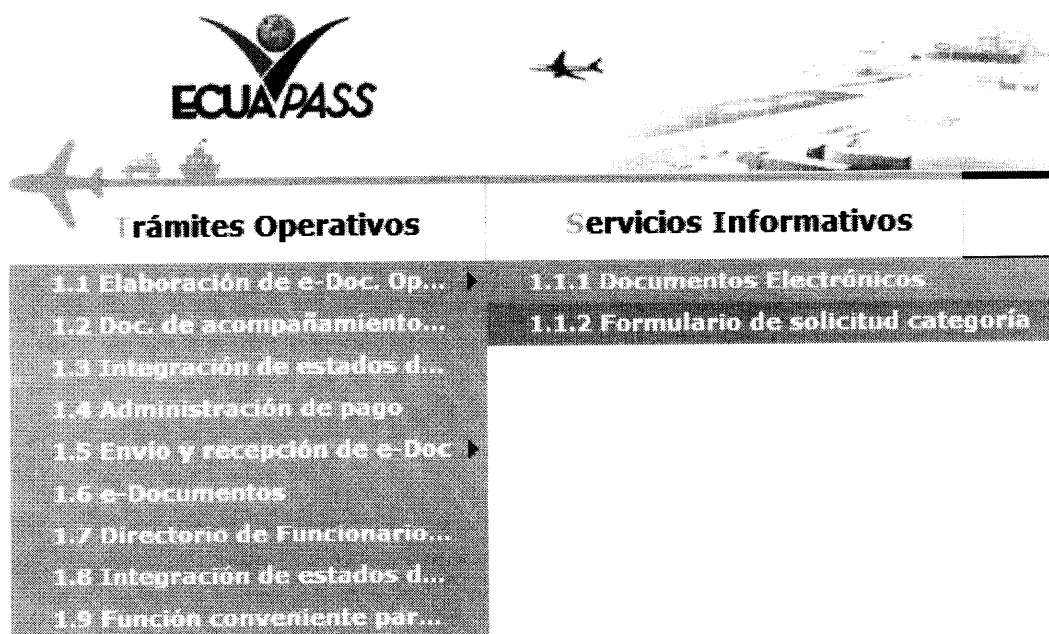 ECUAPASS
Trámites Operativos
Servicios Informativos
1.1 Elaboración de e-Doc. Op...
1.2 Doc. de acompañamiento...
1.3 Integración de estados d...
1.4 Administración de pago
1.5 Envio y recepción de e-Doc
1.6 e-Documentos
1.7 Directorio de Funcionario...
1.8 Integración de estados d...
1.9 Función conveniente par...
1.1.1 Documentos Electrónicos
1.1.2 Formulario de solicitud categoría